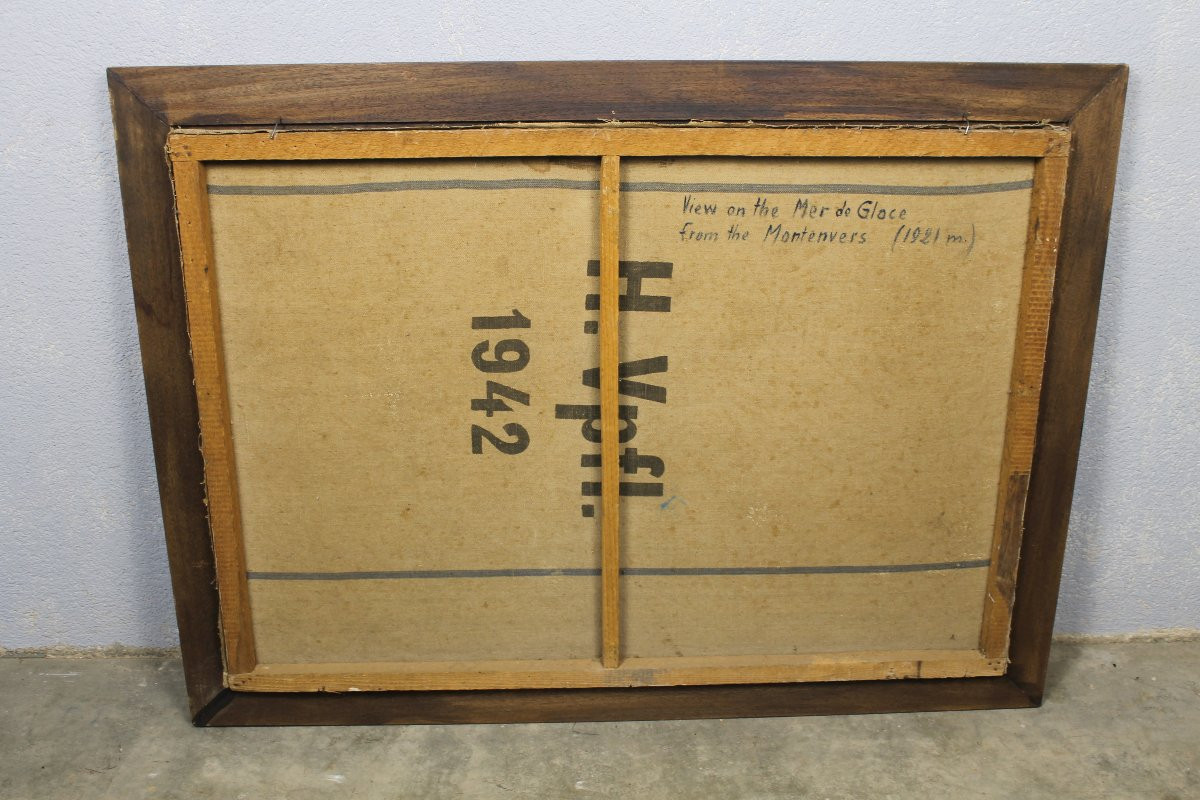 View on the Mer de Glace
from the Montenvers (1921 m.)
H. Vpfl.
1942